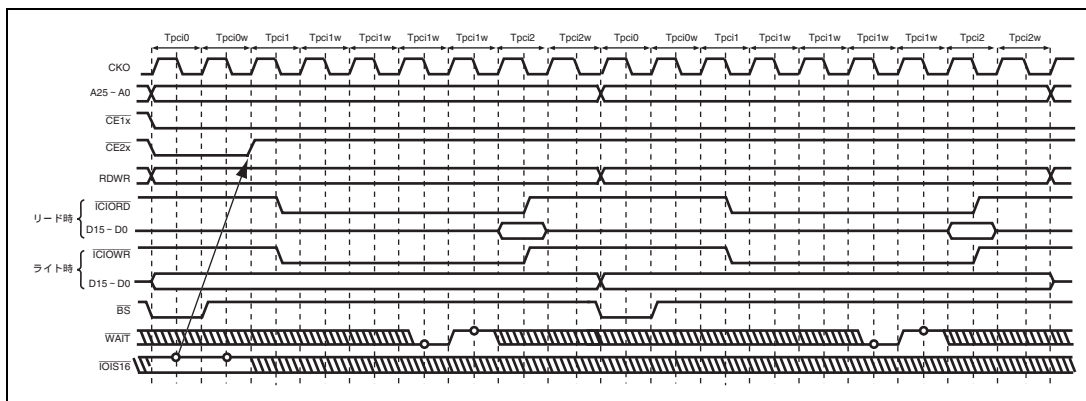 Tpci0 Tpci0w Tpci1 Tpci1w Tpci1w Tpci1w Tpci1w Tpci2 Tpci2w Tpci0 Tpci0w Tpci1 Tpci1w Tpci1w Tpci1w Tpci1w Tpci2 Tpci2w
CKO
A25~A0
CE1x
CE2x
RDWR
リード時
ICIORD
D15~D0
ライト時
ICIOWR
D15~D0
BS
WAIT
IOIS16